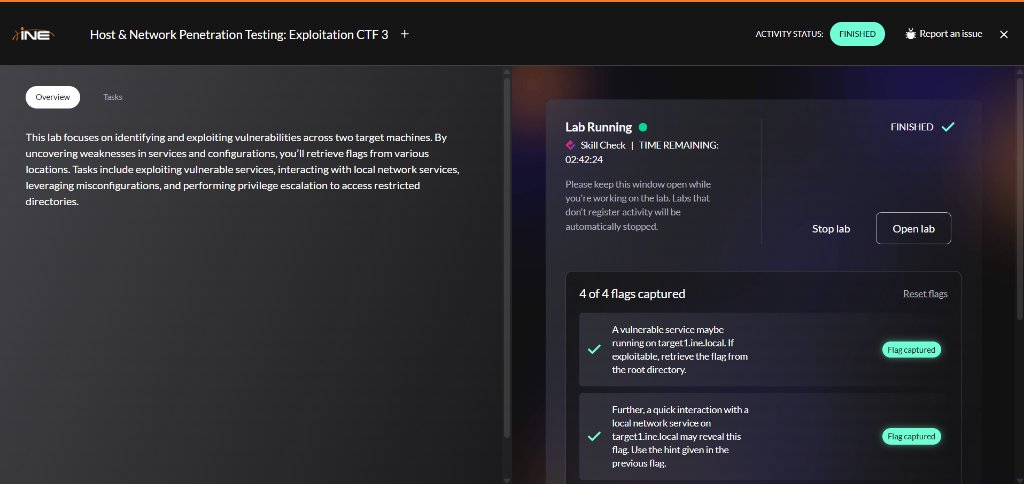 INE
Host & Network Penetration Testing: Exploitation CTF 3 +
ACTIVITY STATUS: FINISHED
Report an issue
Overview
Tasks
This lab focuses on identifying and exploiting vulnerabilities across two target machines. By
uncovering weaknesses in services and configurations, you'll retrieve flags from various
locations. Tasks include exploiting vulnerable services, interacting with local network services,
leveraging misconfigurations, and performing privilege escalation to access restricted
directories.
Lab Running
Skill Check | TIME REMAINING:
02:42:24
Please keep this window open while
you're working on the lab. Labs that
don't register activity will be
automatically stopped.
FINISHED
Stop lab
Open lab
4 of 4 flags captured
Reset flags
A vulnerable service maybe
running on target1.ine.local. If
exploitable, retrieve the flag from
the root directory.
Flag captured
Further, a quick interaction with a
local network service on
target1.ine.local may reveal this
flag. Use the hint given in the
previous flag.
Flag captured